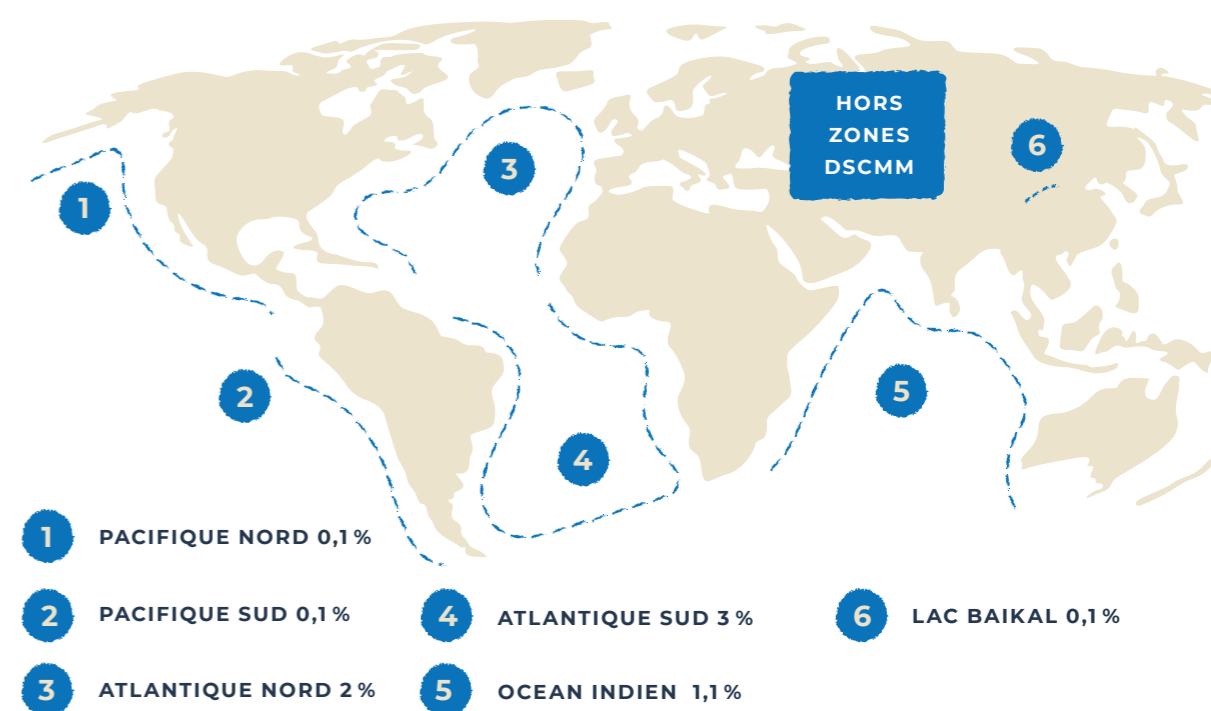 HORS
ZONES
DSCMM
1
2
3
4
5
6
1 PACIFIQUE NORD 0,1 %
2 PACIFIQUE SUD 0,1 %
3 ATLANTIQUE NORD 2 %
4 ATLANTIQUE SUD 3 %
5 OCEAN INDIEN 1,1 %
6 LAC BAIKAL 0,1 %